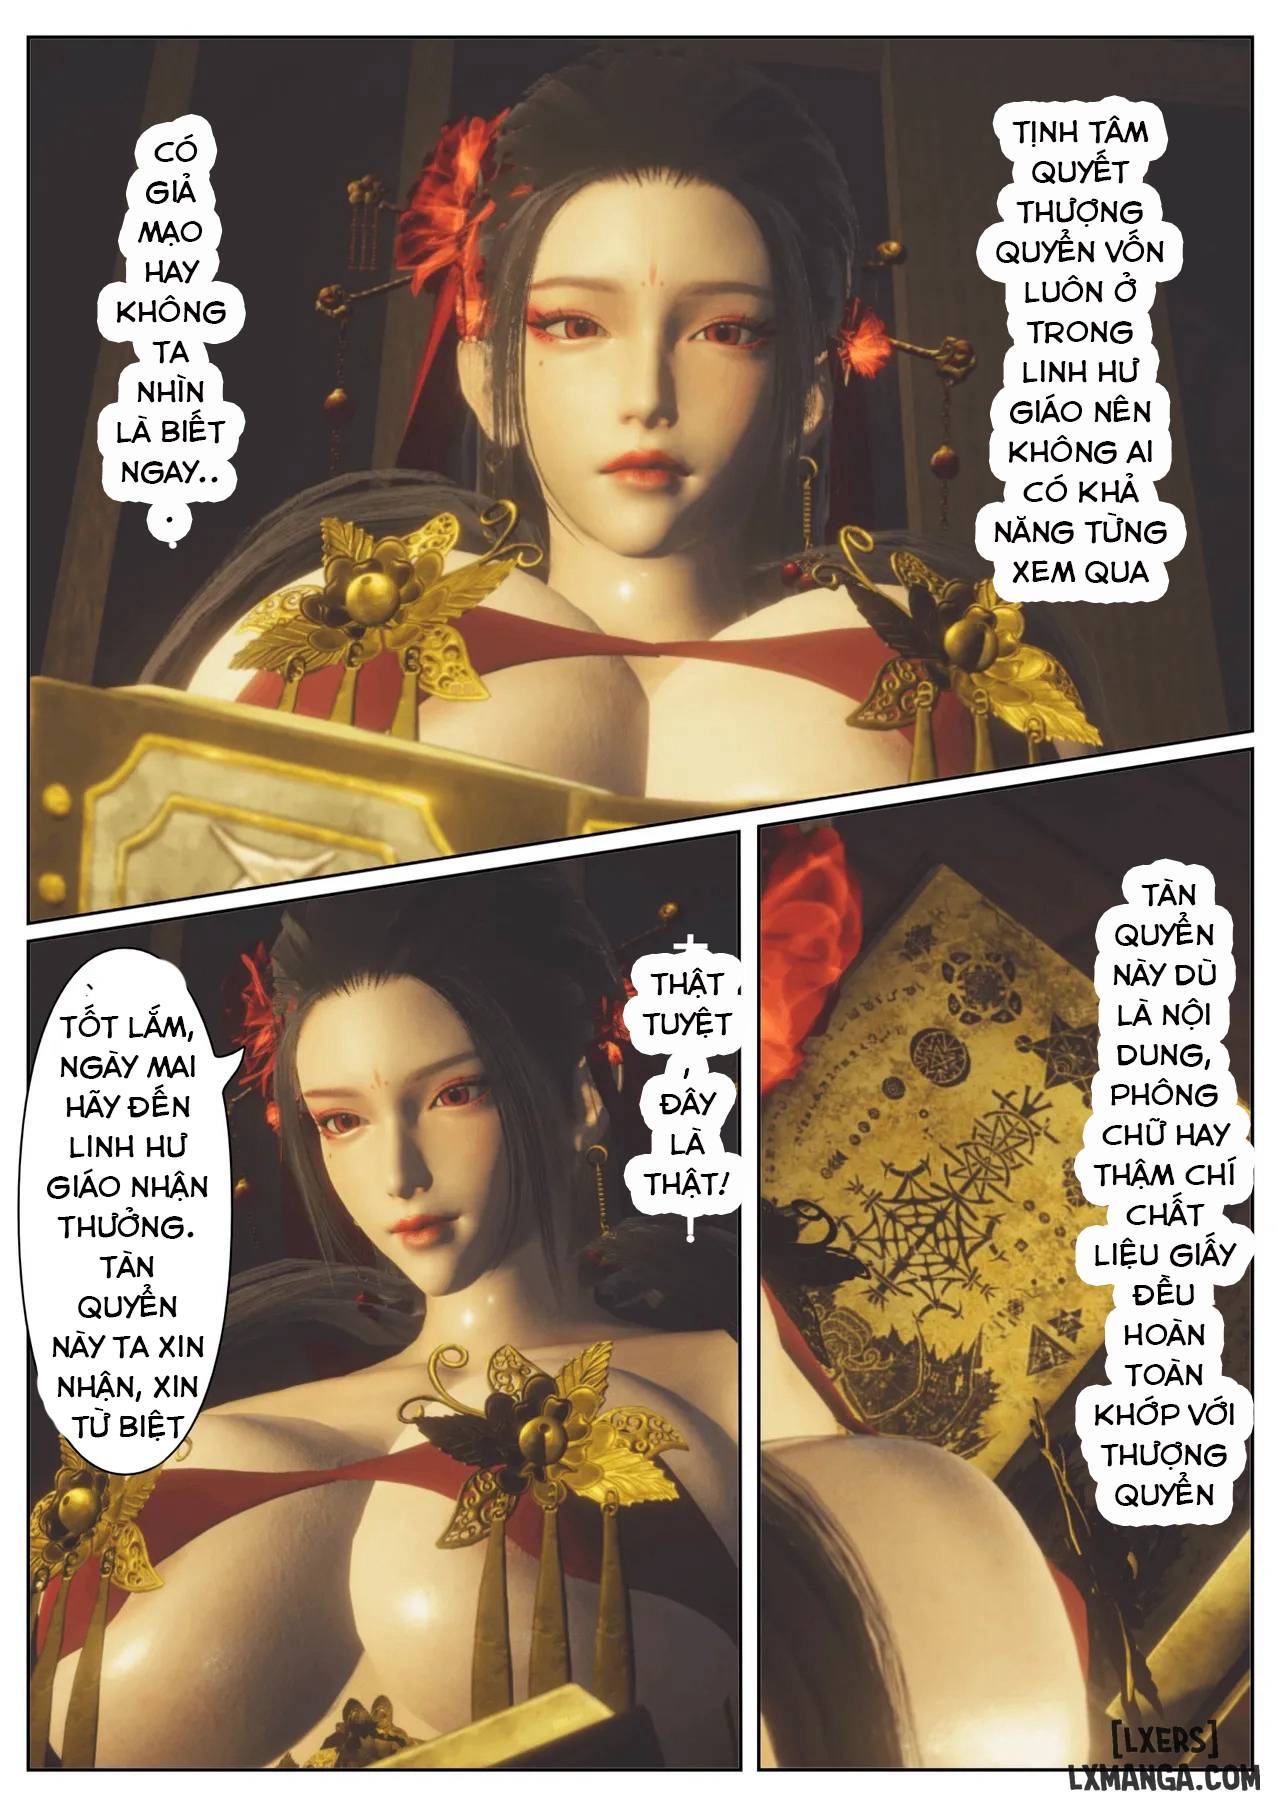 TỊNH TÂM
QUYẾT
THƯỢNG
QUYỂN VỐN
LUÔN Ở
TRONG
LINH HƯ
GIÁO NÊN
KHÔNG AI
CÓ KHẢ
NĂNG TỪNG
XEM QUA
CÓ
GIẢ
MẠO
HAY
KHÔNG
TA
NHÌN
LÀ BIẾT
NGAY..
.
TÀN
QUYỂN
NÀY DÙ
LÀ NỘI
DUNG,
PHÔNG
CHỮ HAY
THẬM CHÍ
CHẤT
LIỆU GIẤY
ĐỀU
HOÀN
TOÀN
KHỚP VỚI
THƯỢNG
QUYỂN
THẬT
TUYỆT
,
ĐÂY
LÀ
THẬT!
TỐT LẮM,
NGÀY MAI
HÃY ĐẾN
LINH HƯ
GIÁO NHẬN
THƯỞNG.
TÀN
QUYỂN
NÀY TA XIN
NHẬN, XIN
TỪ BIỆT
[LXERS]
LXMANGA.COM